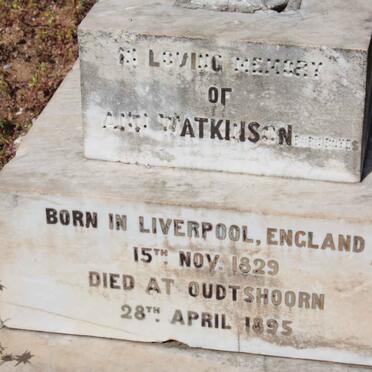 IN LOVING MEMORY
OF
ANN WATKINSON
BORN IN LIVERPOOL, ENGLAND
15TH NOV. 1829
DIED AT OUDTSHOORN
28TH. APRIL 1895